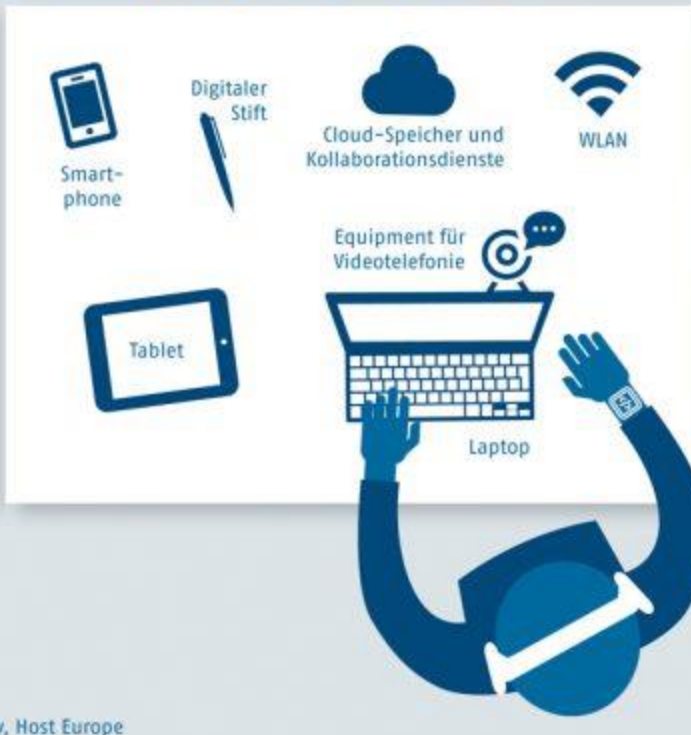 Digitaler
Stift
Smart-
phone
Cloud-Speicher und
Kollaborationsdienste
WLAN
Equipment für
Videotelefonie
Tablet
Laptop
Host Europe